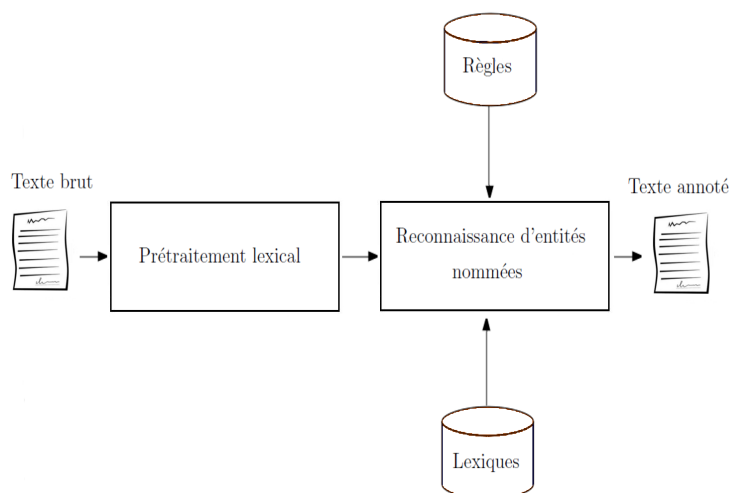 Règles
Texte brut
Texte annoté
Prétraitement lexical
Reconnaissance d'entités
nommées
Lexiques